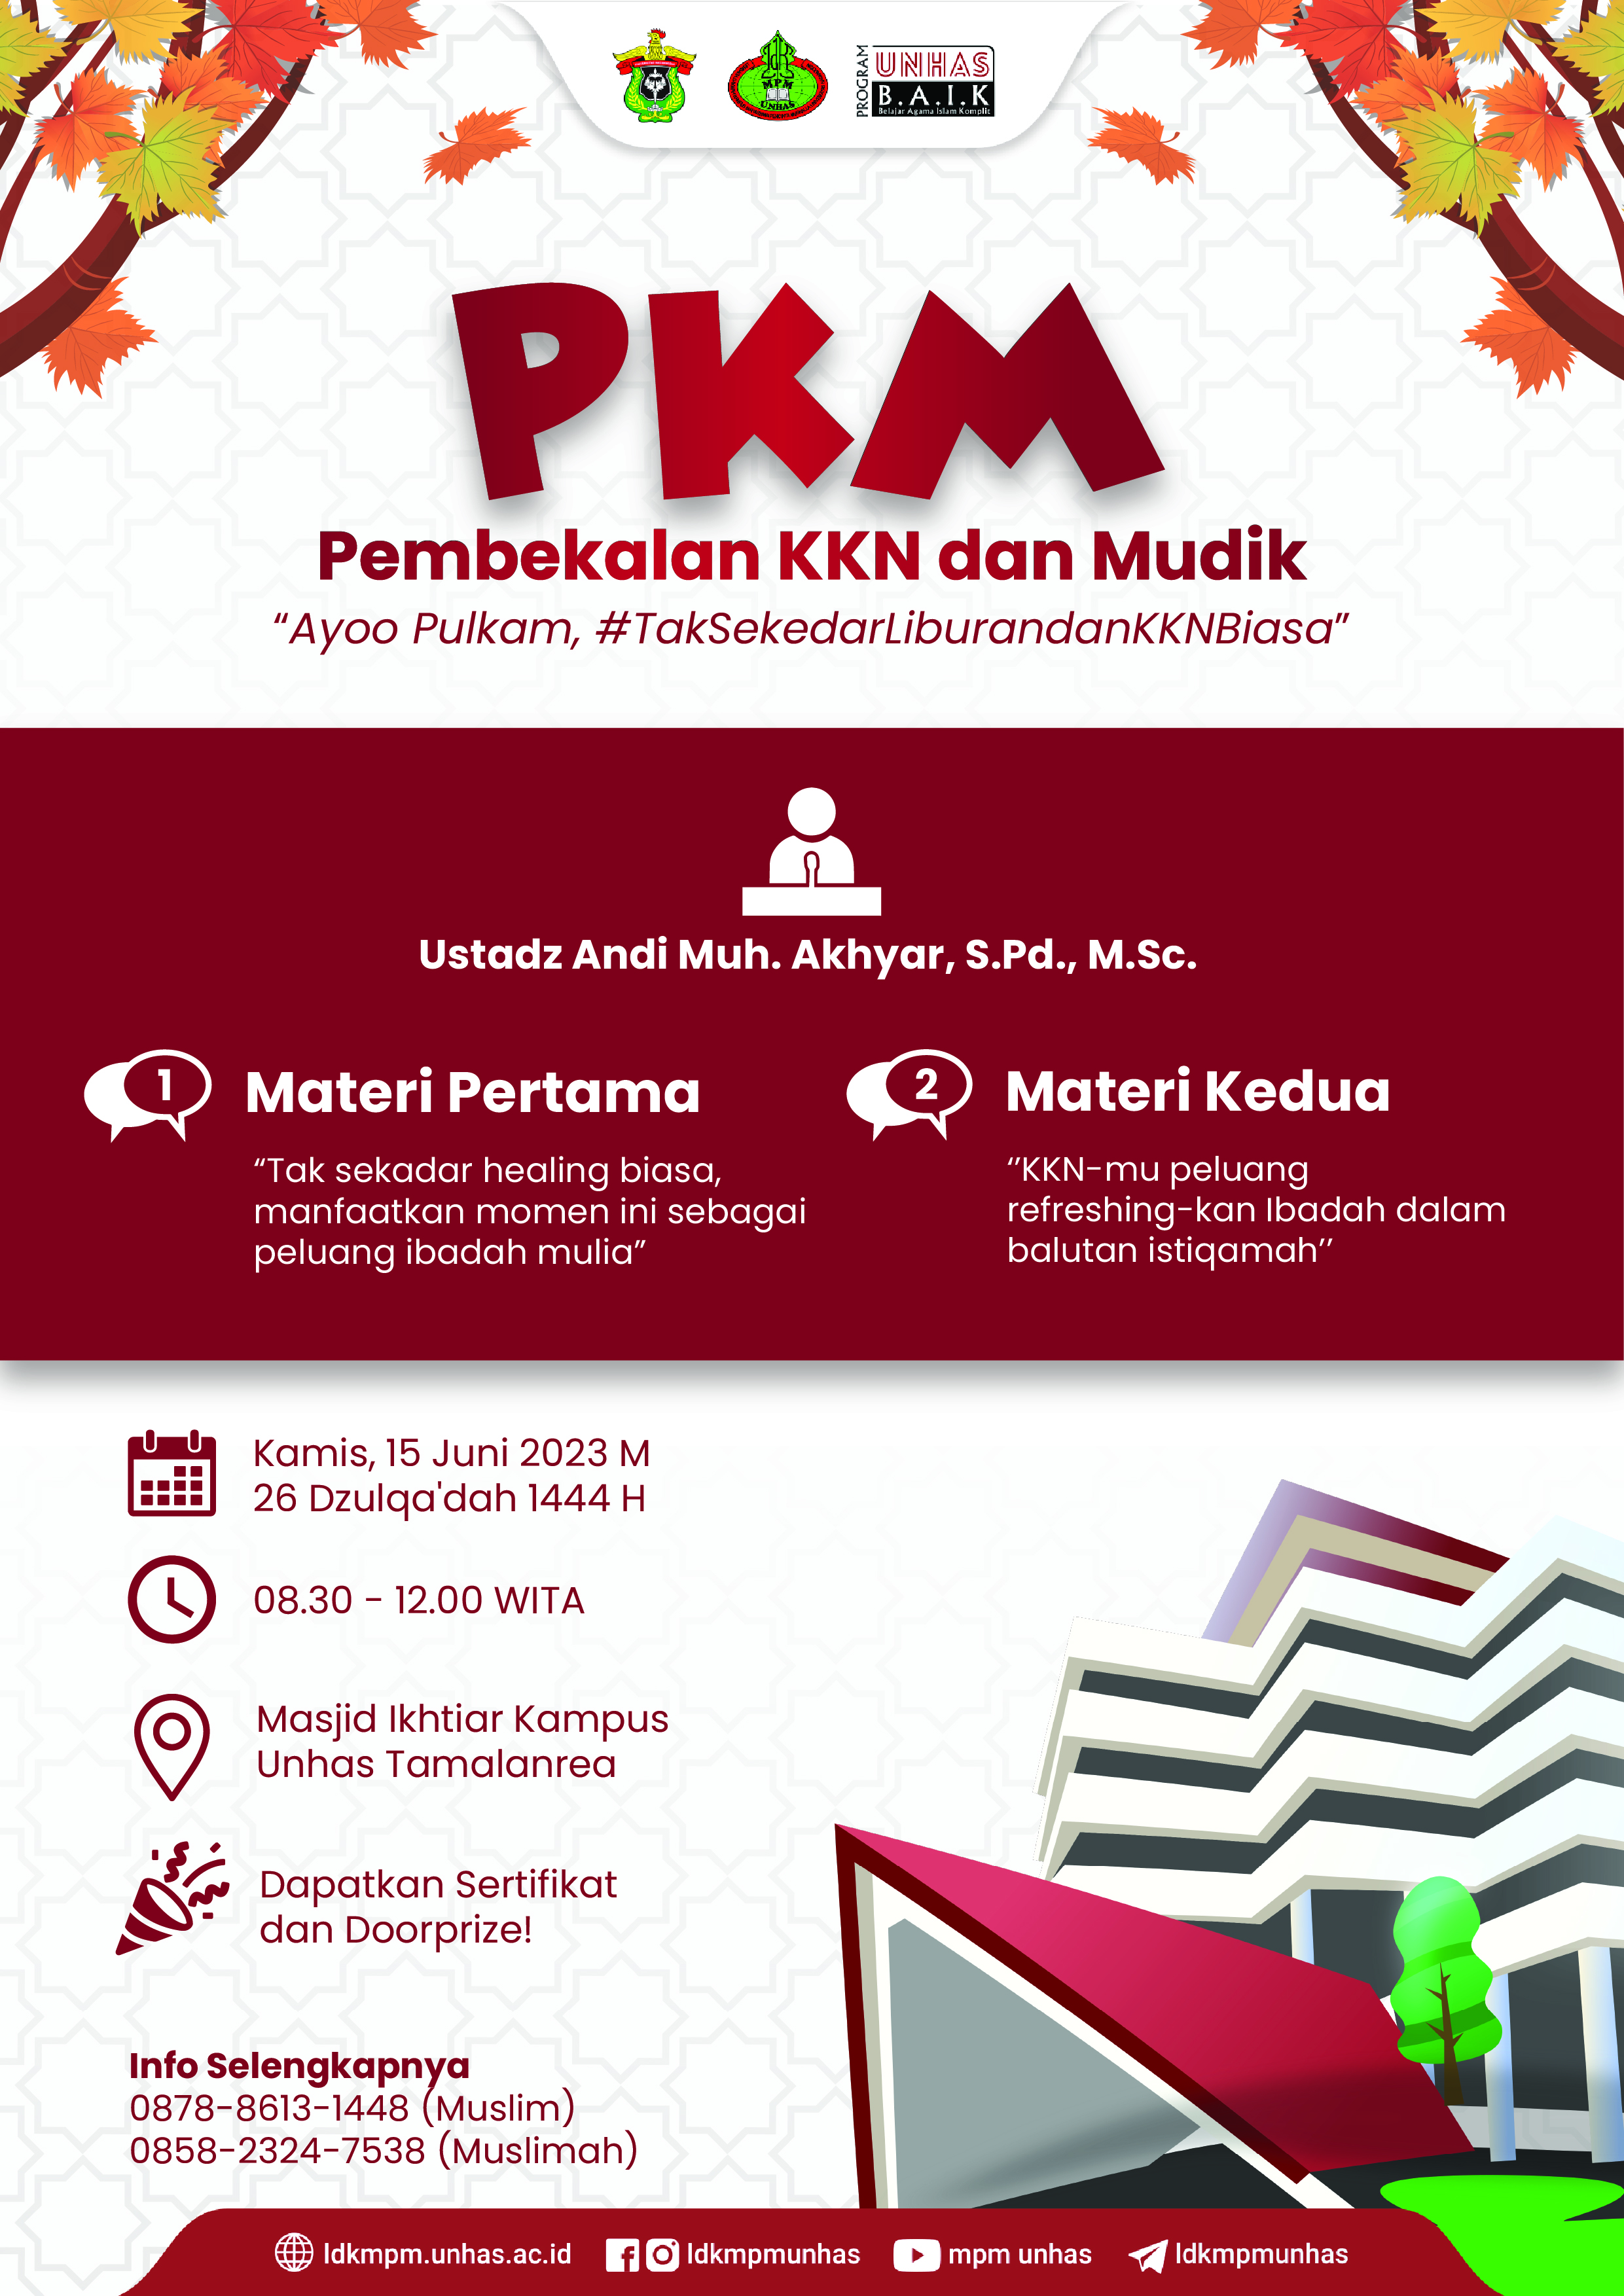 MPM
UNHAS
PROGRAM
UNHAS
B.A.I.K
Belajar Agama Islam Komplit
PKM
Pembekalan KKN dan Mudik
“Ayoo Pulkam, #TakSekedarLiburandanKKNBiasa”
Ustadz Andi Muh. Akhyar, S.Pd., M.Sc.
1 Materi Pertama
“Tak sekadar healing biasa,
manfaatkan momen ini sebagai
peluang ibadah mulia”
2 Materi Kedua
‘’KKN-mu peluang
refreshing-kan Ibadah dalam
balutan istiqamah’’
Kamis, 15 Juni 2023 M
26 Dzulqa'dah 1444 H
08.30 - 12.00 WITA
Masjid Ikhtiar Kampus
Unhas Tamalanrea
Dapatkan Sertifikat
dan Doorprize!
Info Selengkapnya
0878-8613-1448 (Muslim)
0858-2324-7538 (Muslimah)
ldkmpm.unhas.ac.id ldkmpmunhas mpm unhas ldkmpmunhas